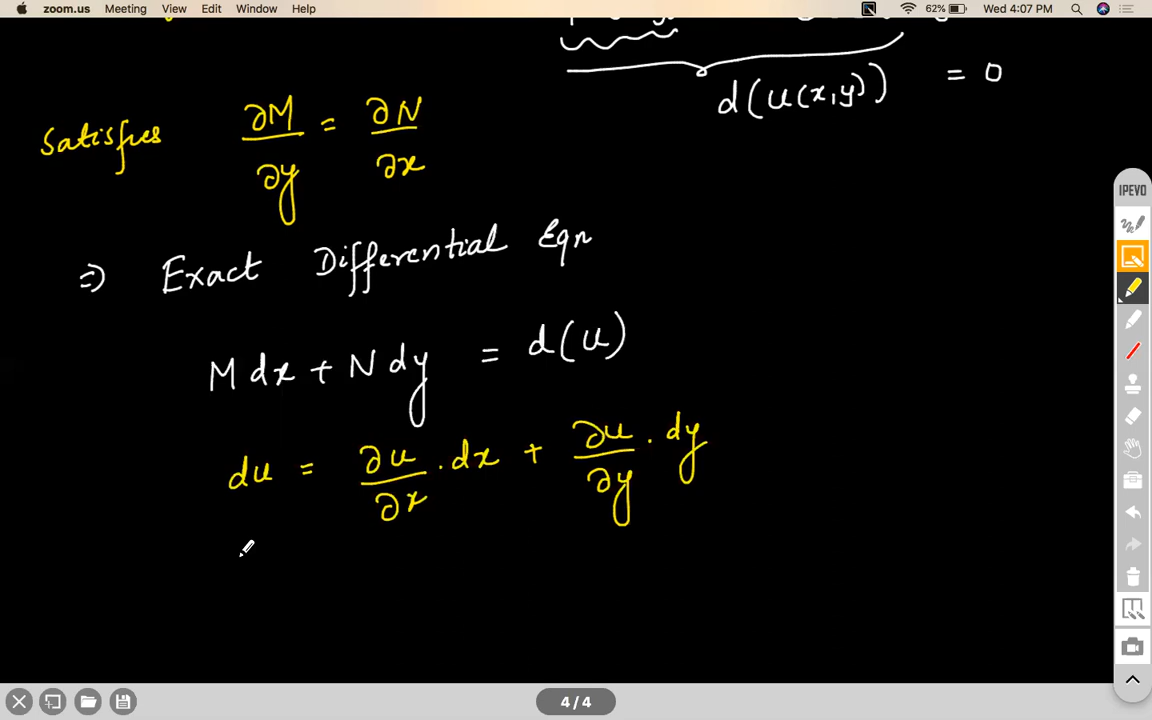 zoom.us Meeting View Edit Window Help 62% Wed 4:07 PM
d(u(x,y)) = 0
Satisfies ∂M/∂y = ∂N/∂x
⇒ Exact Differential Eqn
M dx + N dy = d(u)
du = ∂u/∂x . dx + ∂u/∂y . dy
IPEVO
4 / 4